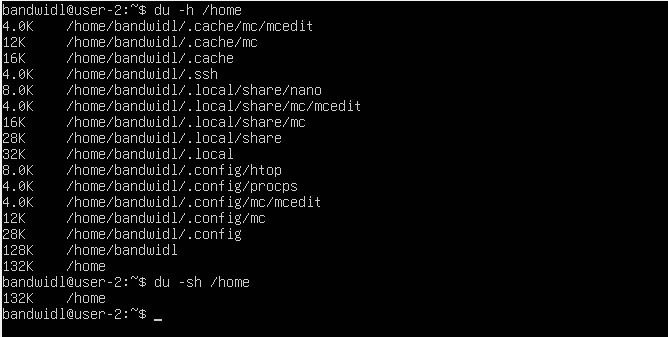 bandwidl@user-2:~$ du -h /home
4.0K    /home/bandwidl/.cache/mc/mcedit
12K     /home/bandwidl/.cache/mc
16K     /home/bandwidl/.cache
4.0K    /home/bandwidl/.ssh
8.0K    /home/bandwidl/.local/share/nano
4.0K    /home/bandwidl/.local/share/mc/mcedit
16K     /home/bandwidl/.local/share/mc
28K     /home/bandwidl/.local/share
32K     /home/bandwidl/.local
8.0K    /home/bandwidl/.config/htop
4.0K    /home/bandwidl/.config/procps
4.0K    /home/bandwidl/.config/mc/mcedit
12K     /home/bandwidl/.config/mc
28K     /home/bandwidl/.config
128K    /home/bandwidl
132K    /home
bandwidl@user-2:~$ du -sh /home
132K    /home
bandwidl@user-2:~$ _